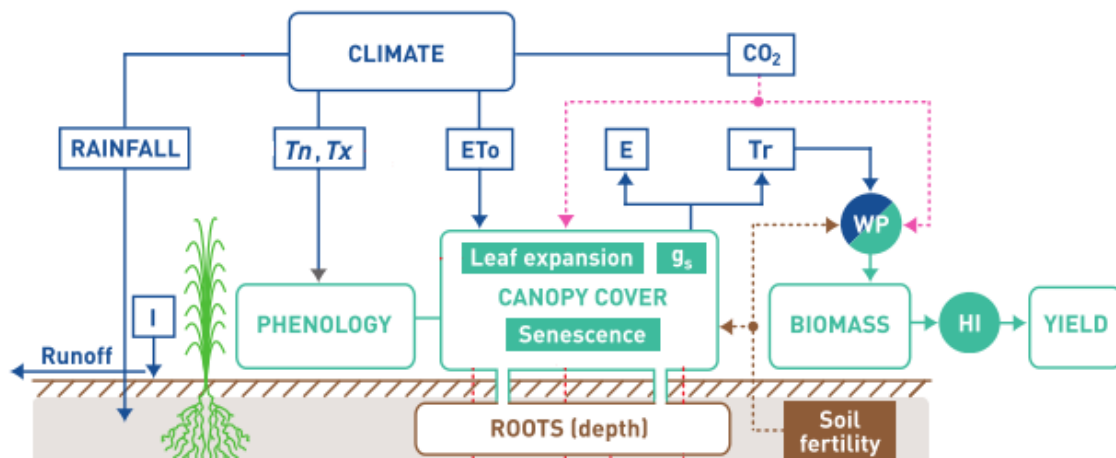 CLIMATE
CO₂
RAINFALL
Tn, Tx
ETo
E
Tr
WP
Leaf expansion
gₛ
CANOPY COVER
Senescence
PHENOLOGY
I
Runoff
BIOMASS
HI
YIELD
ROOTS (depth)
Soil
fertility